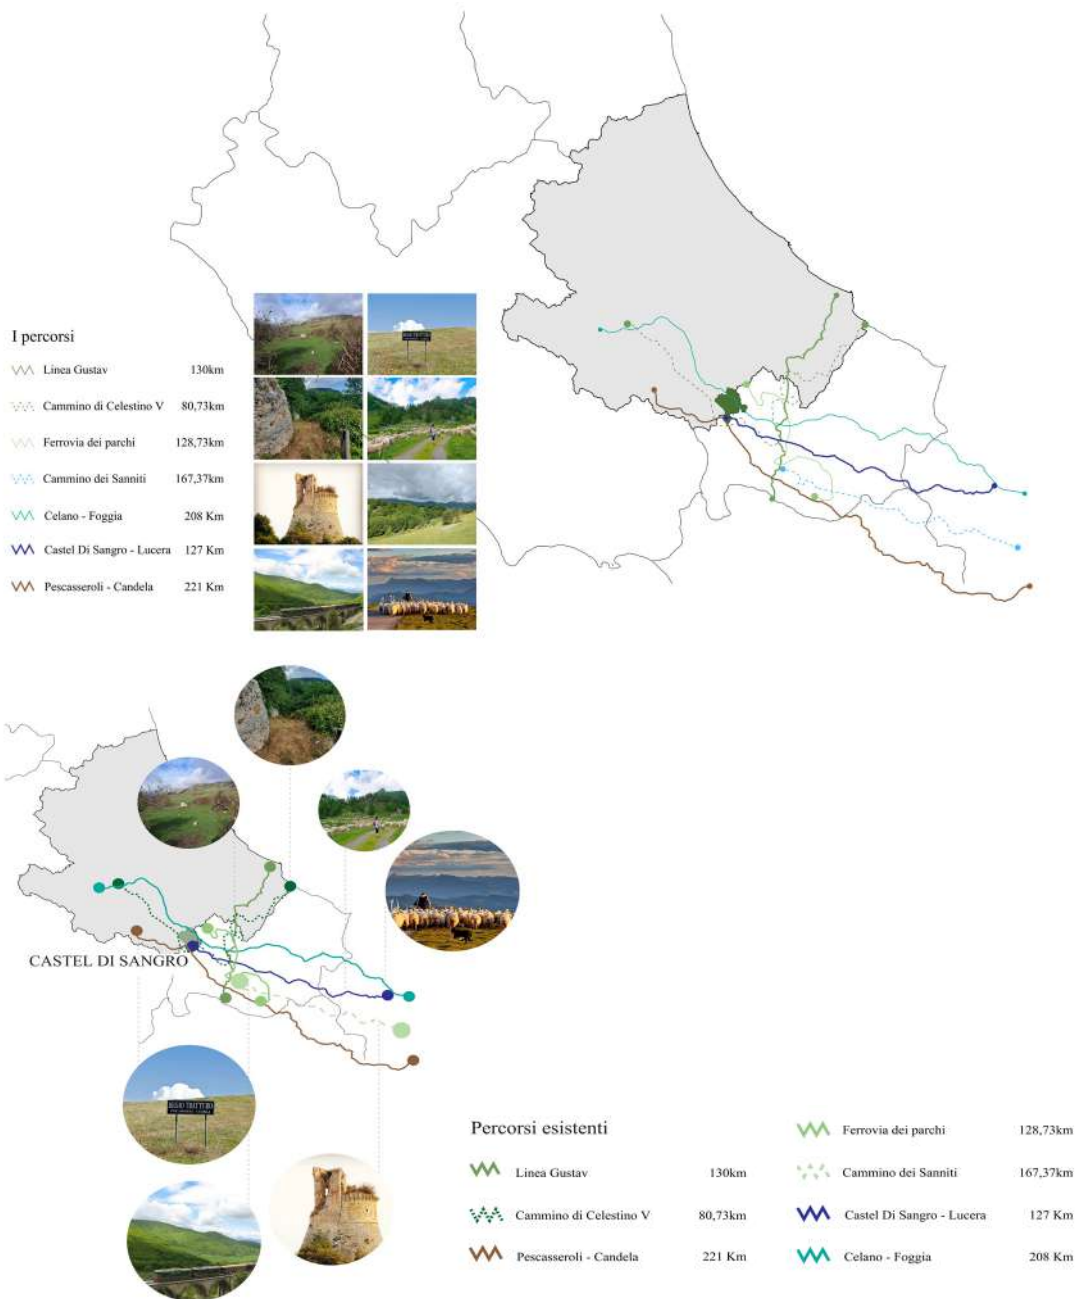 I percorsi
Linea Gustav 130km
Cammino di Celestino V 80,73km
Ferrovia dei parchi 128,73km
Cammino dei Sanniti 167,37km
Celano - Foggia 208 Km
Castel Di Sangro - Lucera 127 Km
Pescasseroli - Candela 221 Km
CASTEL DI SANGRO
REGIO TRATTURO
Percorsi esistenti
Linea Gustav 130km
Cammino di Celestino V 80,73km
Pescasseroli - Candela 221 Km
Ferrovia dei parchi 128,73km
Cammino dei Sanniti 167,37km
Castel Di Sangro - Lucera 127 Km
Celano - Foggia 208 Km